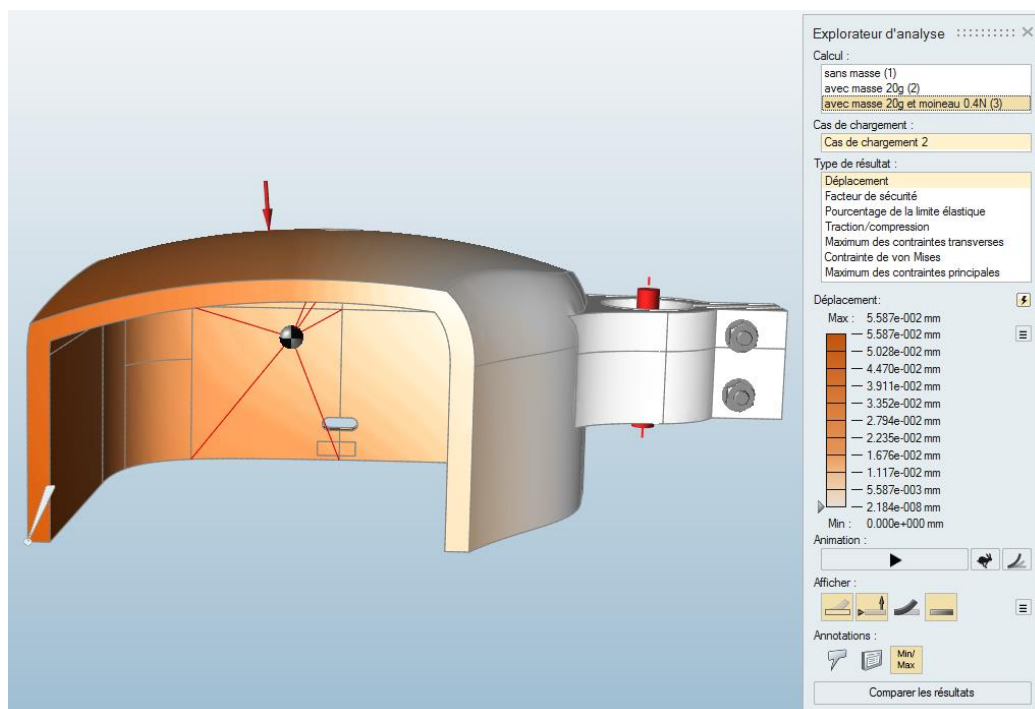 Explorateur d'analyse
Calcul :
sans masse (1)
avec masse 20g (2)
avec masse 20g et moineau 0.4N (3)
Cas de chargement :
Cas de chargement 2
Type de résultat :
Déplacement
Facteur de sécurité
Pourcentage de la limite élastique
Traction/compression
Maximum des contraintes transverses
Contrainte de von Mises
Maximum des contraintes principales
Déplacement:
Max : 5.587e-002 mm
5.587e-002 mm
5.028e-002 mm
4.470e-002 mm
3.911e-002 mm
3.352e-002 mm
2.794e-002 mm
2.235e-002 mm
1.676e-002 mm
1.117e-002 mm
5.587e-003 mm
2.184e-008 mm
Min : 0.000e+000 mm
Animation :
Afficher :
Annotations :
Min/
Max
Comparer les résultats